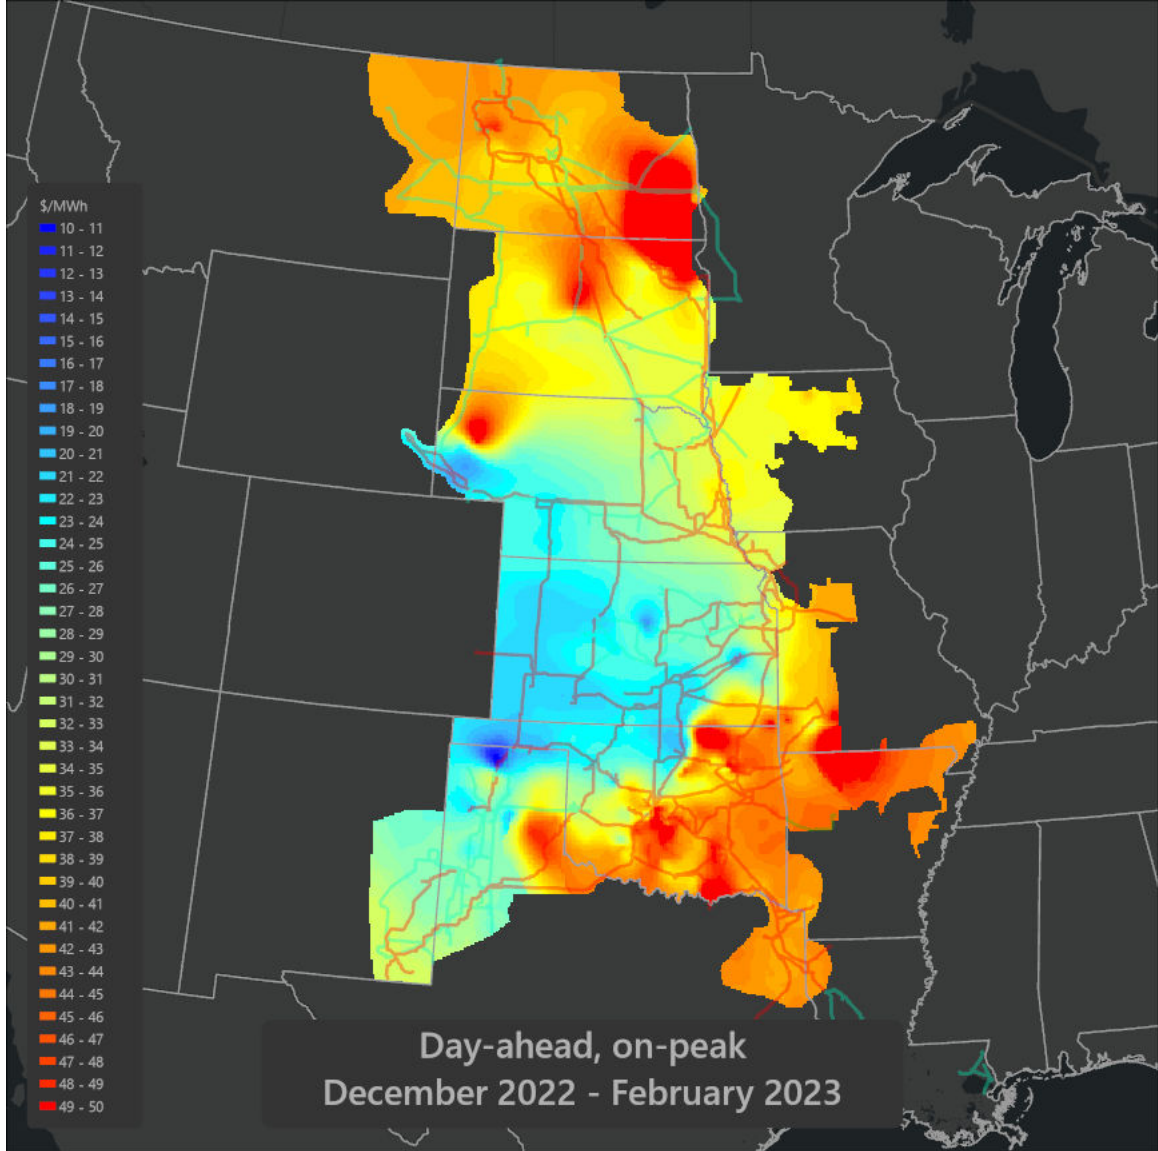 $/MWh
10 - 11
11 - 12
12 - 13
13 - 14
14 - 15
15 - 16
16 - 17
17 - 18
18 - 19
19 - 20
20 - 21
21 - 22
22 - 23
23 - 24
24 - 25
25 - 26
26 - 27
27 - 28
28 - 29
29 - 30
30 - 31
31 - 32
32 - 33
33 - 34
34 - 35
35 - 36
36 - 37
37 - 38
38 - 39
39 - 40
40 - 41
41 - 42
42 - 43
43 - 44
44 - 45
45 - 46
46 - 47
47 - 48
48 - 49
49 - 50
Day-ahead, on-peak
December 2022 - February 2023